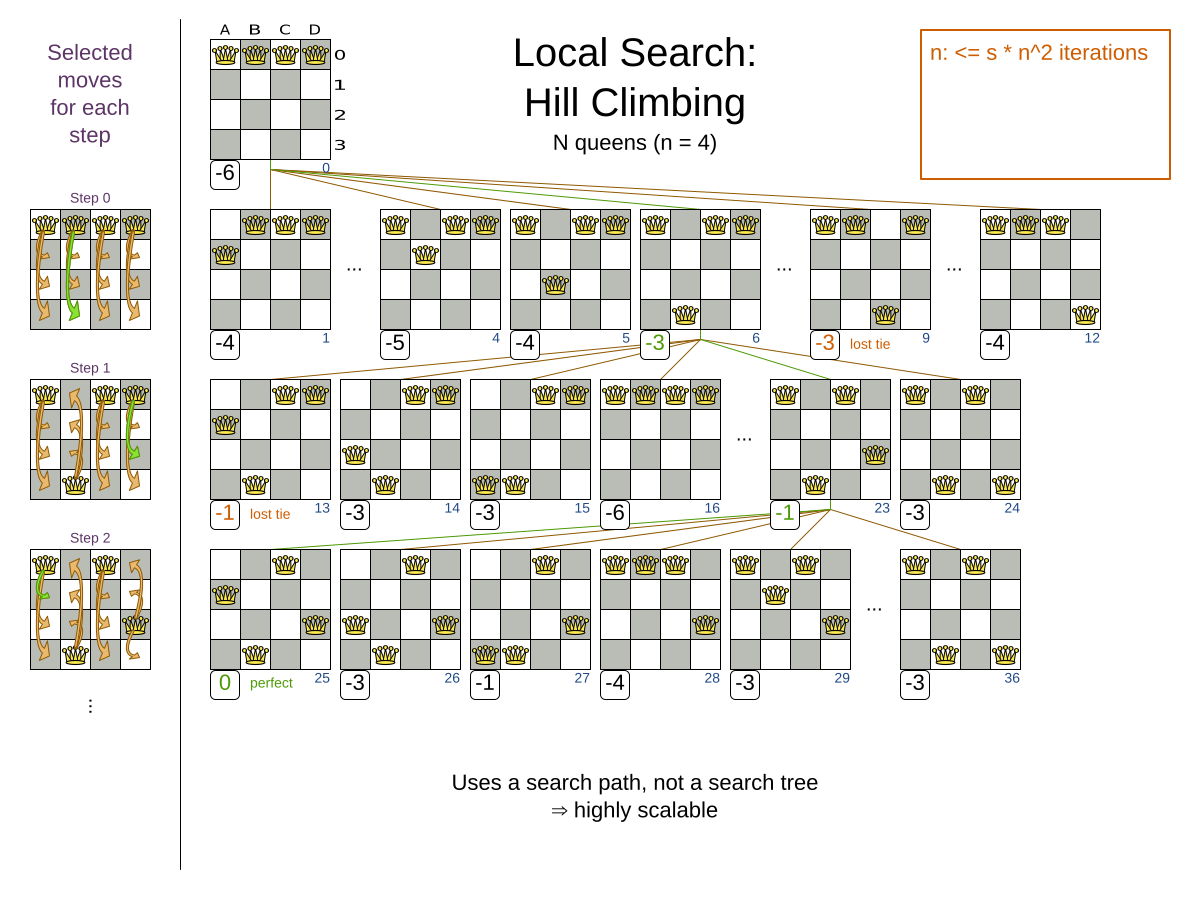 Selected
moves
for each
step
A B C D
0
1
2
3
-6
0
Local Search:
Hill Climbing
N queens (n = 4)
n: <= s * n^2 iterations
Step 0
...
...
...
-4
1
-5
4
-4
5
-3
6
-3
lost tie
9
-4
12
Step 1
...
-1
lost tie
13
-3
14
-3
15
-6
16
-1
23
-3
24
Step 2
...
0
perfect
25
-3
26
-1
27
-4
28
-3
29
-3
36
...
Uses a search path, not a search tree
⇒ highly scalable